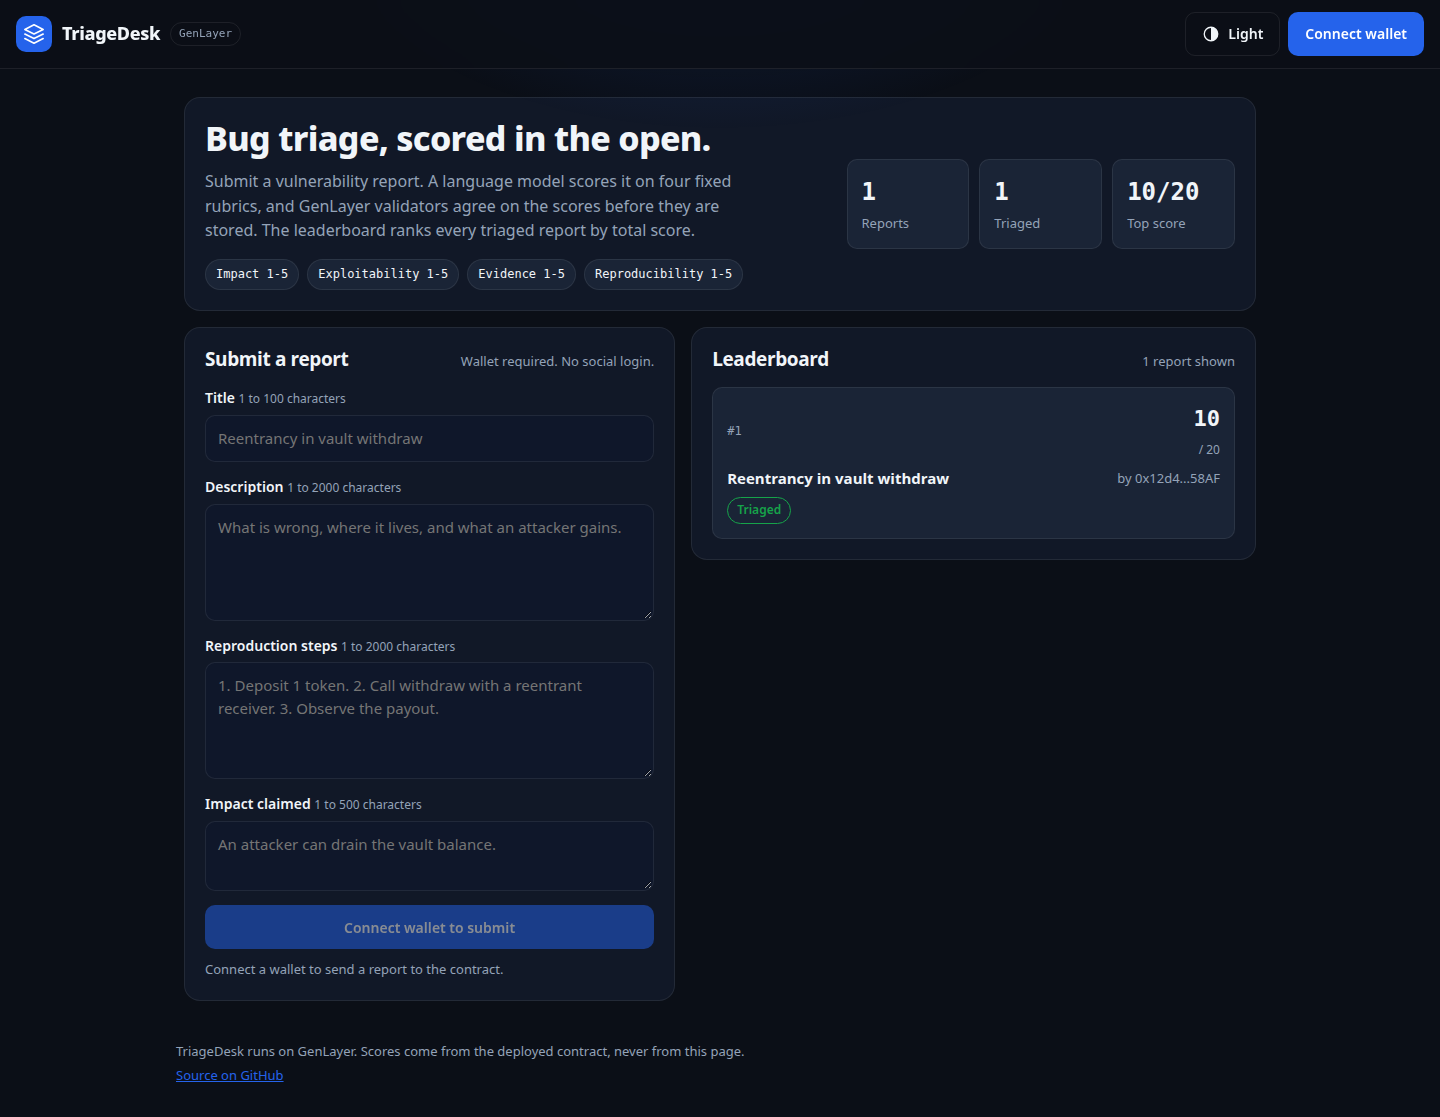 TriageDesk
GenLayer
Light
Connect wallet
Bug triage, scored in the open.
Submit a vulnerability report. A language model scores it on four fixed
rubrics, and GenLayer validators agree on the scores before they are
stored. The leaderboard ranks every triaged report by total score.
Impact 1-5
Exploitability 1-5
Evidence 1-5
Reproducibility 1-5
1
Reports
1
Triaged
10/20
Top score
Submit a report
Wallet required. No social login.
Title 1 to 100 characters
Reentrancy in vault withdraw
Description 1 to 2000 characters
What is wrong, where it lives, and what an attacker gains.
Reproduction steps 1 to 2000 characters
1. Deposit 1 token. 2. Call withdraw with a reentrant
receiver. 3. Observe the payout.
Impact claimed 1 to 500 characters
An attacker can drain the vault balance.
Connect wallet to submit
Connect a wallet to send a report to the contract.
Leaderboard
1 report shown
#1
10
/ 20
Reentrancy in vault withdraw
by 0x12d4…58AF
Triaged
TriageDesk runs on GenLayer. Scores come from the deployed contract, never from this page.
Source on GitHub